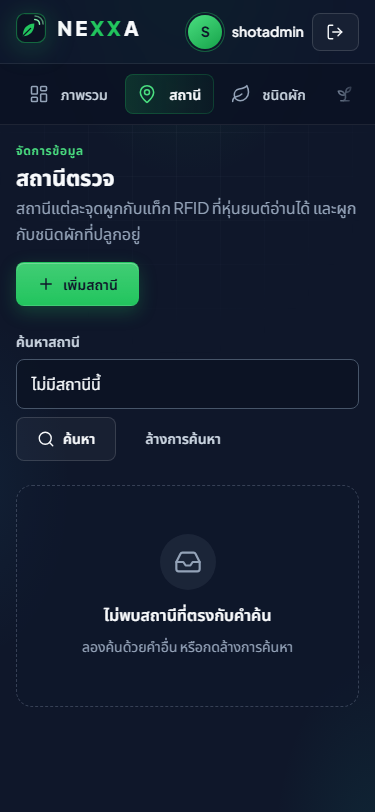 NEXXA
S
shotadmin
ภาพรวม
สถานี
ชนิดผัก
จัดการข้อมูล
สถานีตรวจ
สถานีแต่ละจุดผูกกับแท็ก RFID ที่หุ่นยนต์อ่านได้ และผูก
กับชนิดผักที่ปลูกอยู่
เพิ่มสถานี
ค้นหาสถานี
ไม่มีสถานีนี้
ค้นหา
ล้างการค้นหา
ไม่พบสถานีที่ตรงกับคำค้น
ลองค้นด้วยคำอื่น หรือกดล้างการค้นหา